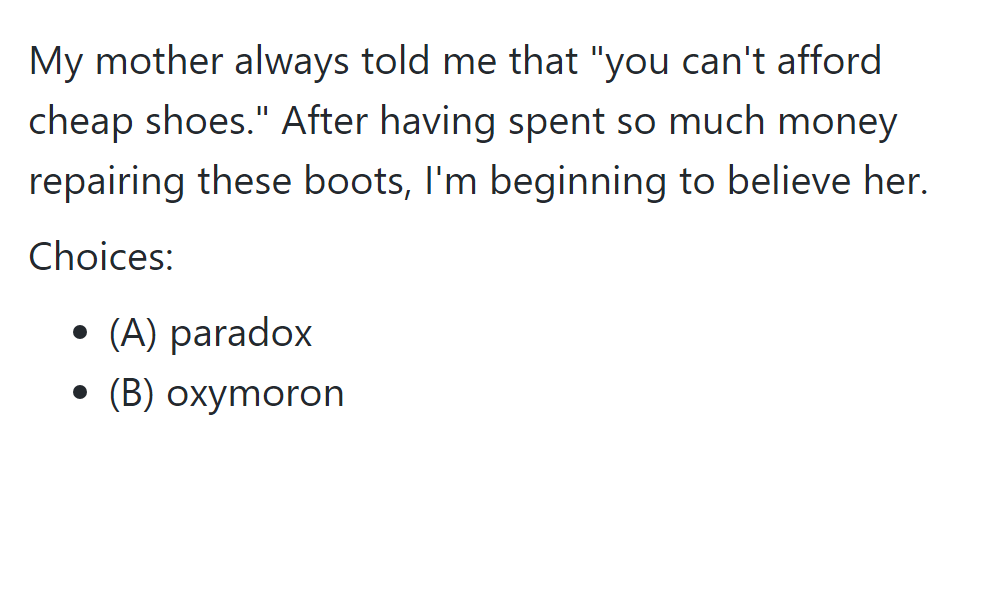 My mother always told me that "you can't afford
cheap shoes." After having spent so much money
repairing these boots, I'm beginning to believe her.
Choices:
• (A) paradox
• (B) oxymoron